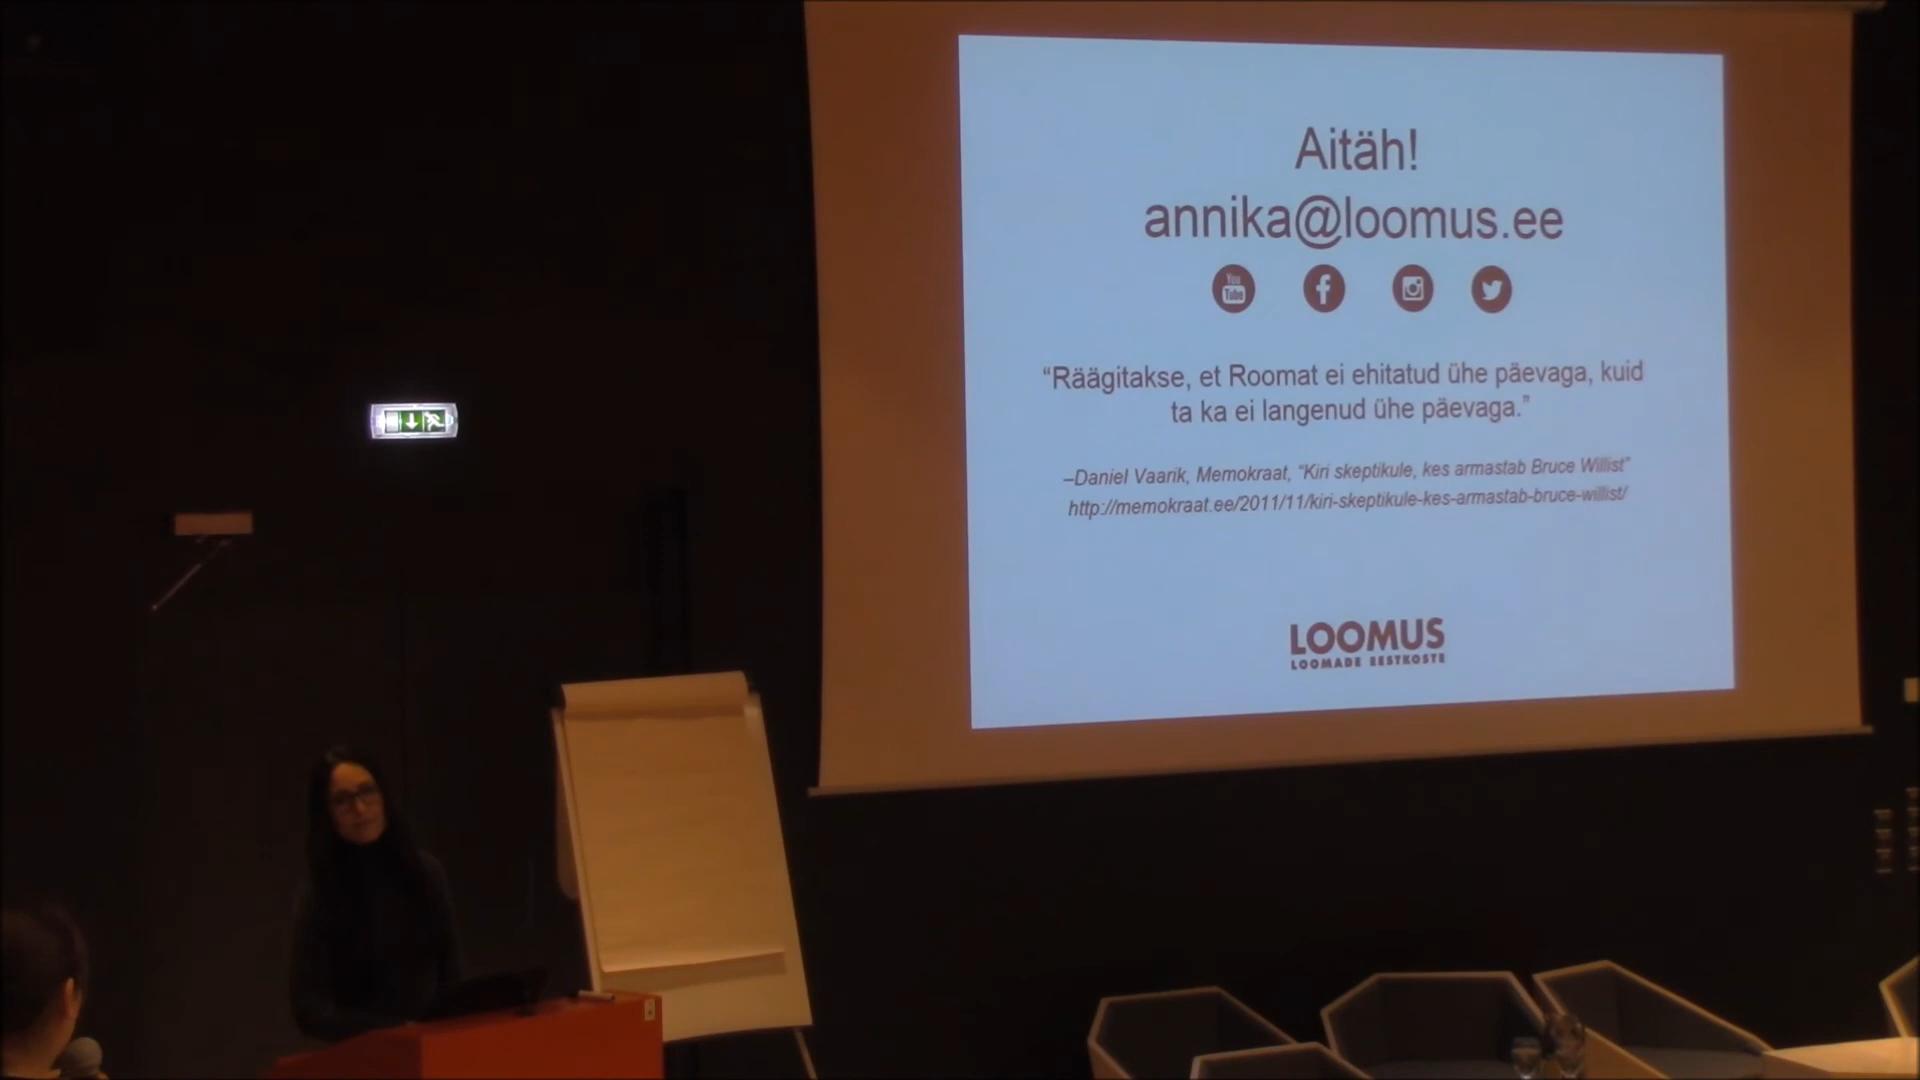 Aitäh!
annika@loomus.ee
You
Tube
“Räägitakse, et Roomat ei ehitatud ühe päevaga, kuid
ta ka ei langenud ühe päevaga.”
–Daniel Vaarik, Memokraat, “Kiri skeptikule, kes armastab Bruce Willist”
http://memokraat.ee/2011/11/kiri-skeptikule-kes-armastab-bruce-willist/
LOOMUS
LOOMADE EESTKOSTE